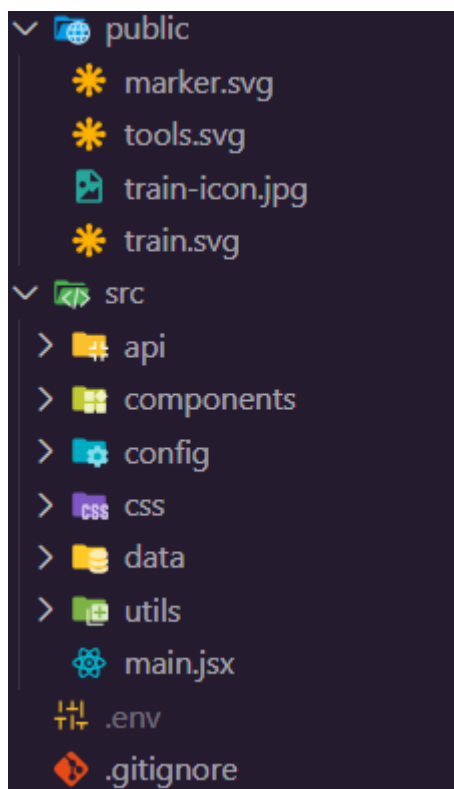 public
marker.svg
tools.svg
train-icon.jpg
train.svg
src
api
components
config
CSS css
data
utils
main.jsx
.env
.gitignore